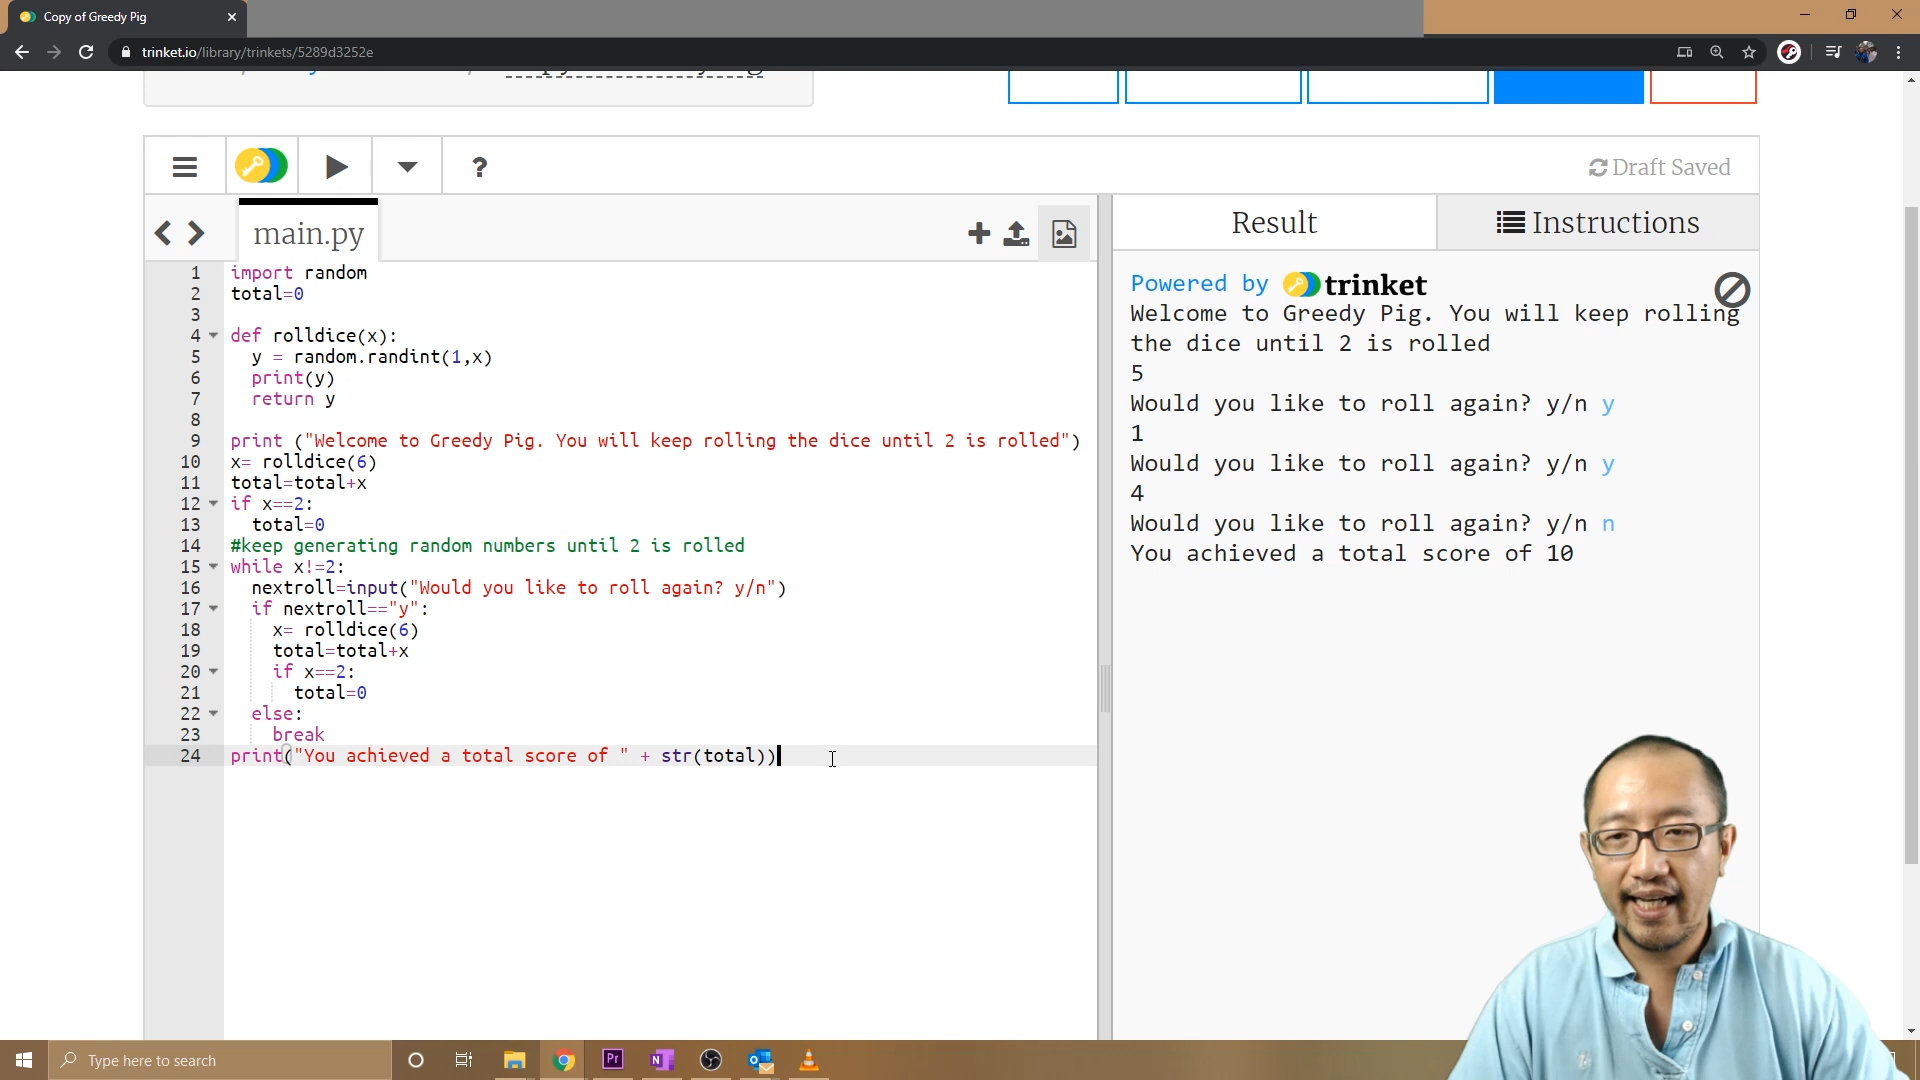 Copy of Greedy Pig
trinket.io/library/trinkets/5289d3252e
? Draft Saved
main.py
Result
Instructions
1 import random
2 total=0
3
4 def rolldice(x):
5 y = random.randint(1,x)
6 print(y)
7 return y
8
9 print ("Welcome to Greedy Pig. You will keep rolling the dice until 2 is rolled")
10 x= rolldice(6)
11 total=total+x
12 if x==2:
13 total=0
14 #keep generating random numbers until 2 is rolled
15 while x!=2:
16 nextroll=input("Would you like to roll again? y/n")
17 if nextroll=="y":
18 x= rolldice(6)
19 total=total+x
20 if x==2:
21 total=0
22 else:
23 break
24 print("You achieved a total score of " + str(total))
Powered by trinket
Welcome to Greedy Pig. You will keep rolling
the dice until 2 is rolled
5
Would you like to roll again? y/n y
1
Would you like to roll again? y/n y
4
Would you like to roll again? y/n n
You achieved a total score of 10
Type here to search
Pr
N